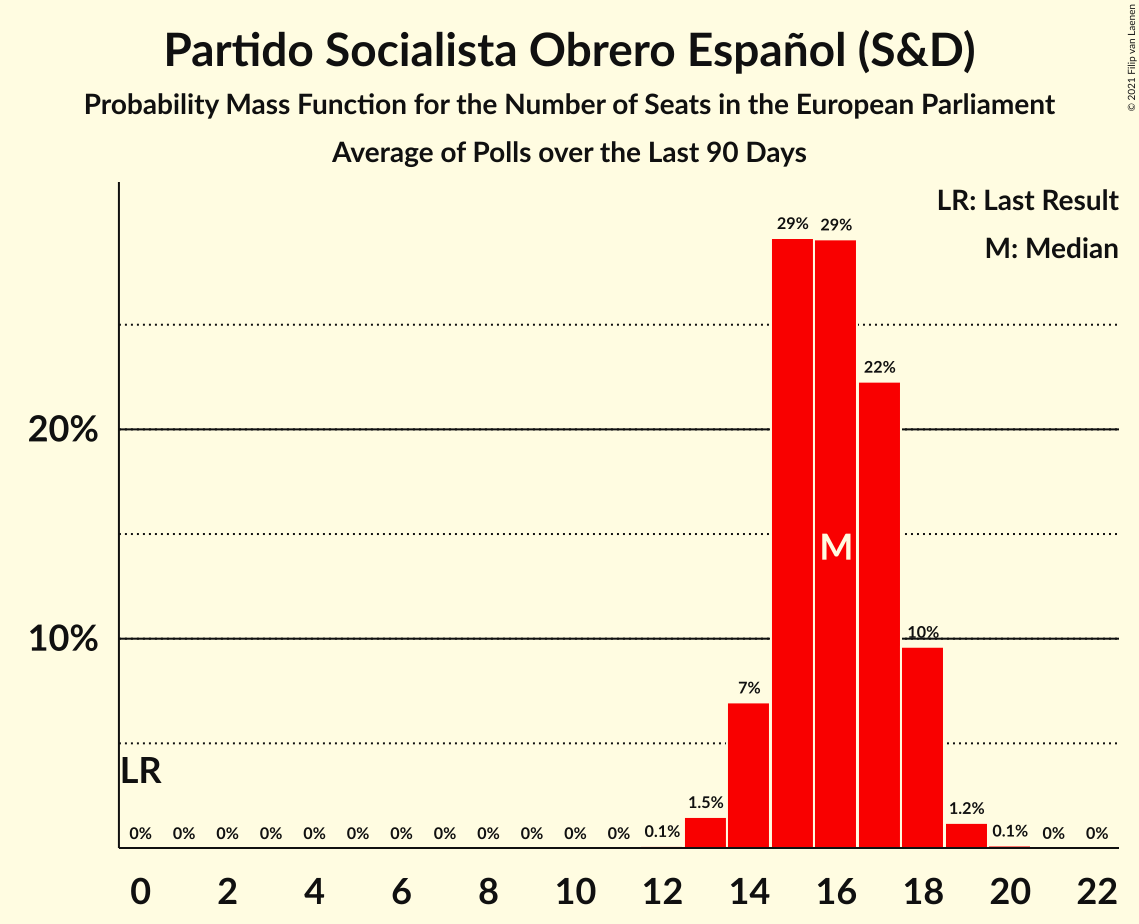 Partido Socialista Obrero Español (S&D)
Probability Mass Function for the Number of Seats in the European Parliament
Average of Polls over the Last 90 Days
© 2021 Filip van Laenen
LR: Last Result
M: Median
29% 29%
22%
20%
M
10%
10%
7%
LR
1.5%
1.2%
0% 0% 0% 0% 0% 0% 0% 0% 0% 0% 0% 0% 0.1% 0.1% 0% 0%
0 2 4 6 8 10 12 14 16 18 20 22